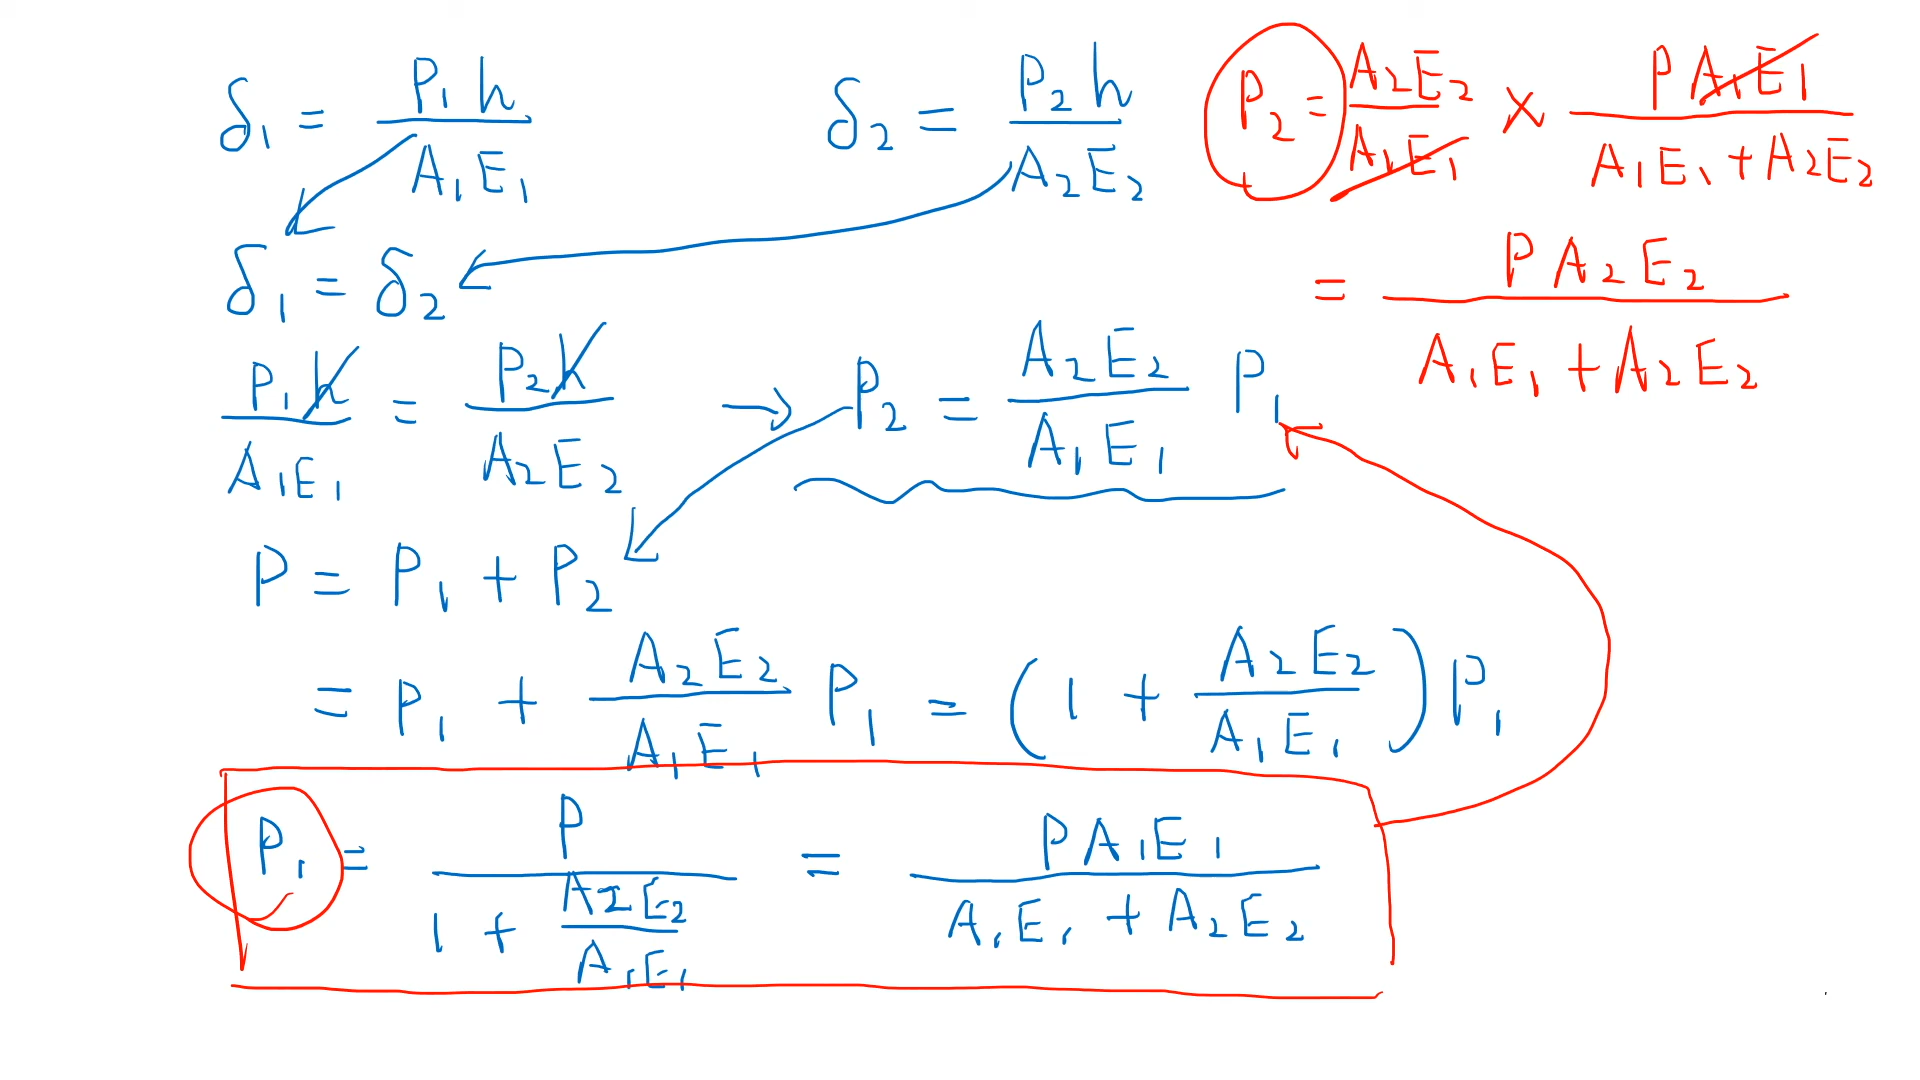 δ₁ = P₁h / A₁E₁
δ₂ = P₂h / A₂E₂
δ₁ = δ₂
P₁h / A₁E₁ = P₂h / A₂E₂ → P₂ = A₂E₂ / A₁E₁ P₁
P = P₁ + P₂
= P₁ + A₂E₂ / A₁E₁ P₁ = (1 + A₂E₂ / A₁E₁) P₁
P₁ = P / (1 + A₂E₂ / A₁E₁) = PA₁E₁ / (A₁E₁ + A₂E₂)
P₂ = A₂E₂ / A₁E₁ × PA₁E₁ / (A₁E₁ + A₂E₂)
= PA₂E₂ / (A₁E₁ + A₂E₂)